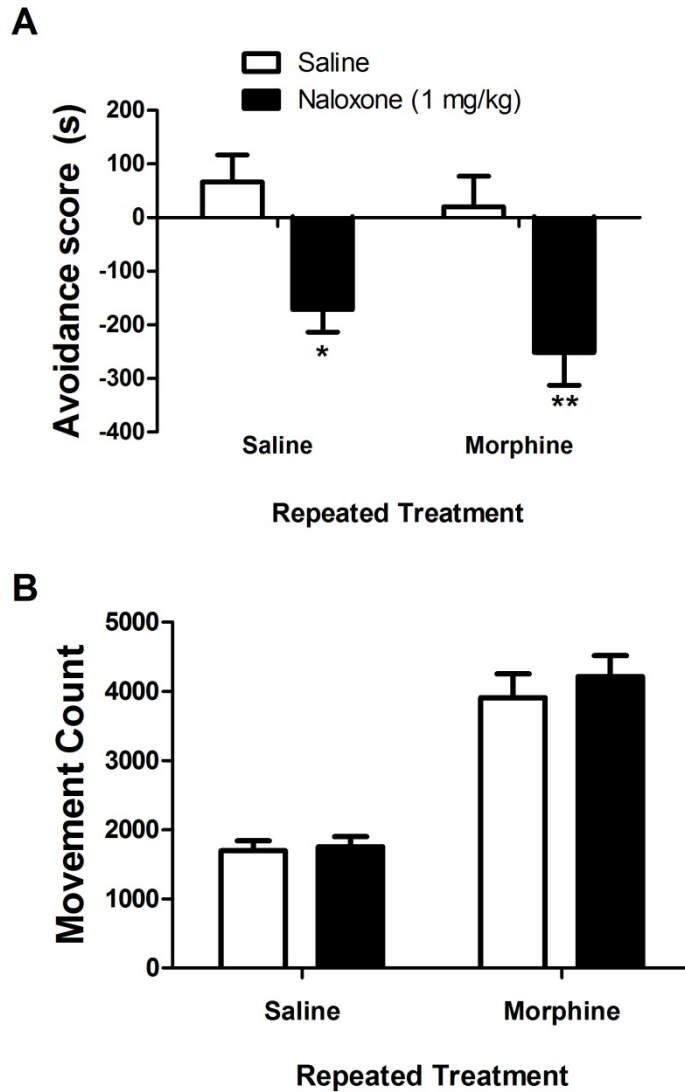 A
Saline
Naloxone (1 mg/kg)
Avoidance score (s)
200
100
0
-100
-200
-300
-400
*
**
Saline Morphine
Repeated Treatment
B
Movement Count
5000
4000
3000
2000
1000
0
Saline Morphine
Repeated Treatment